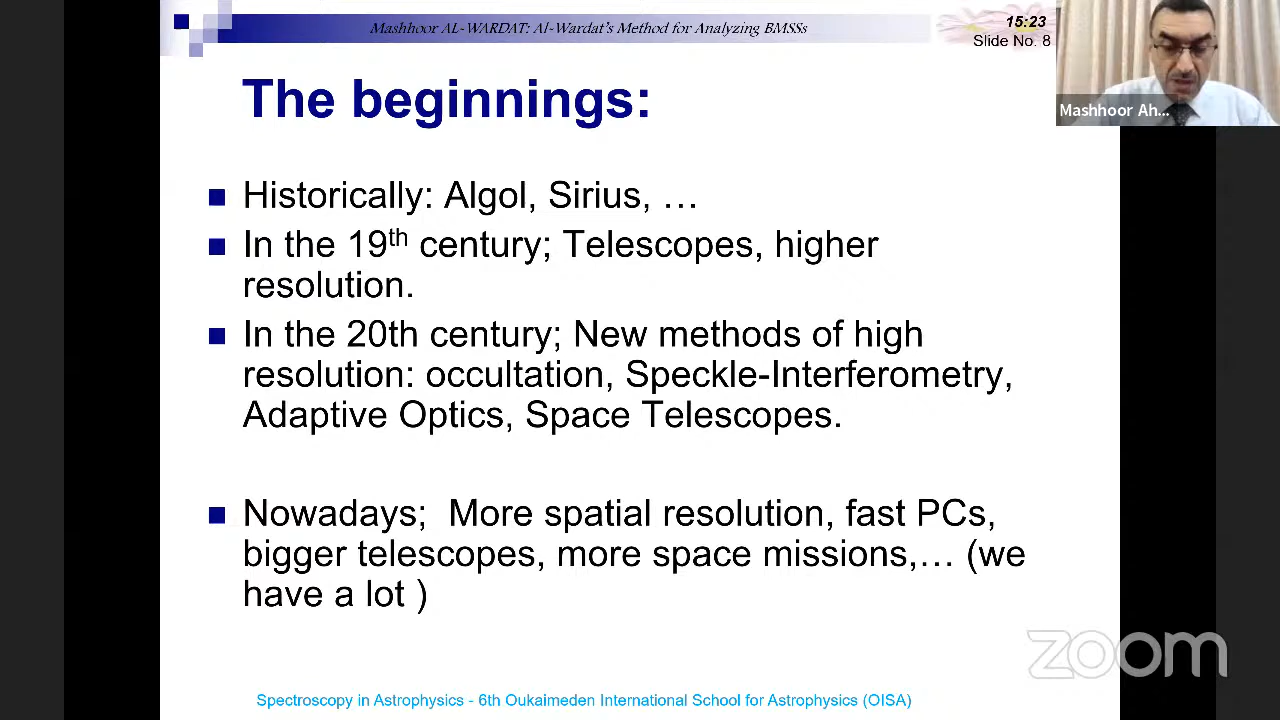 Mashhoor AL-WARDAT: Al-Wardat's Method for Analyzing BMSSs
15:23
Slide No. 8
Mashhoor Ah...
The beginnings:
Historically: Algol, Sirius, …
In the 19th century; Telescopes, higher
resolution.
In the 20th century; New methods of high
resolution: occultation, Speckle-Interferometry,
Adaptive Optics, Space Telescopes.
Nowadays; More spatial resolution, fast PCs,
bigger telescopes, more space missions,… (we
have a lot )
zoom
Spectroscopy in Astrophysics - 6th Oukaimeden International School for Astrophysics (OISA)